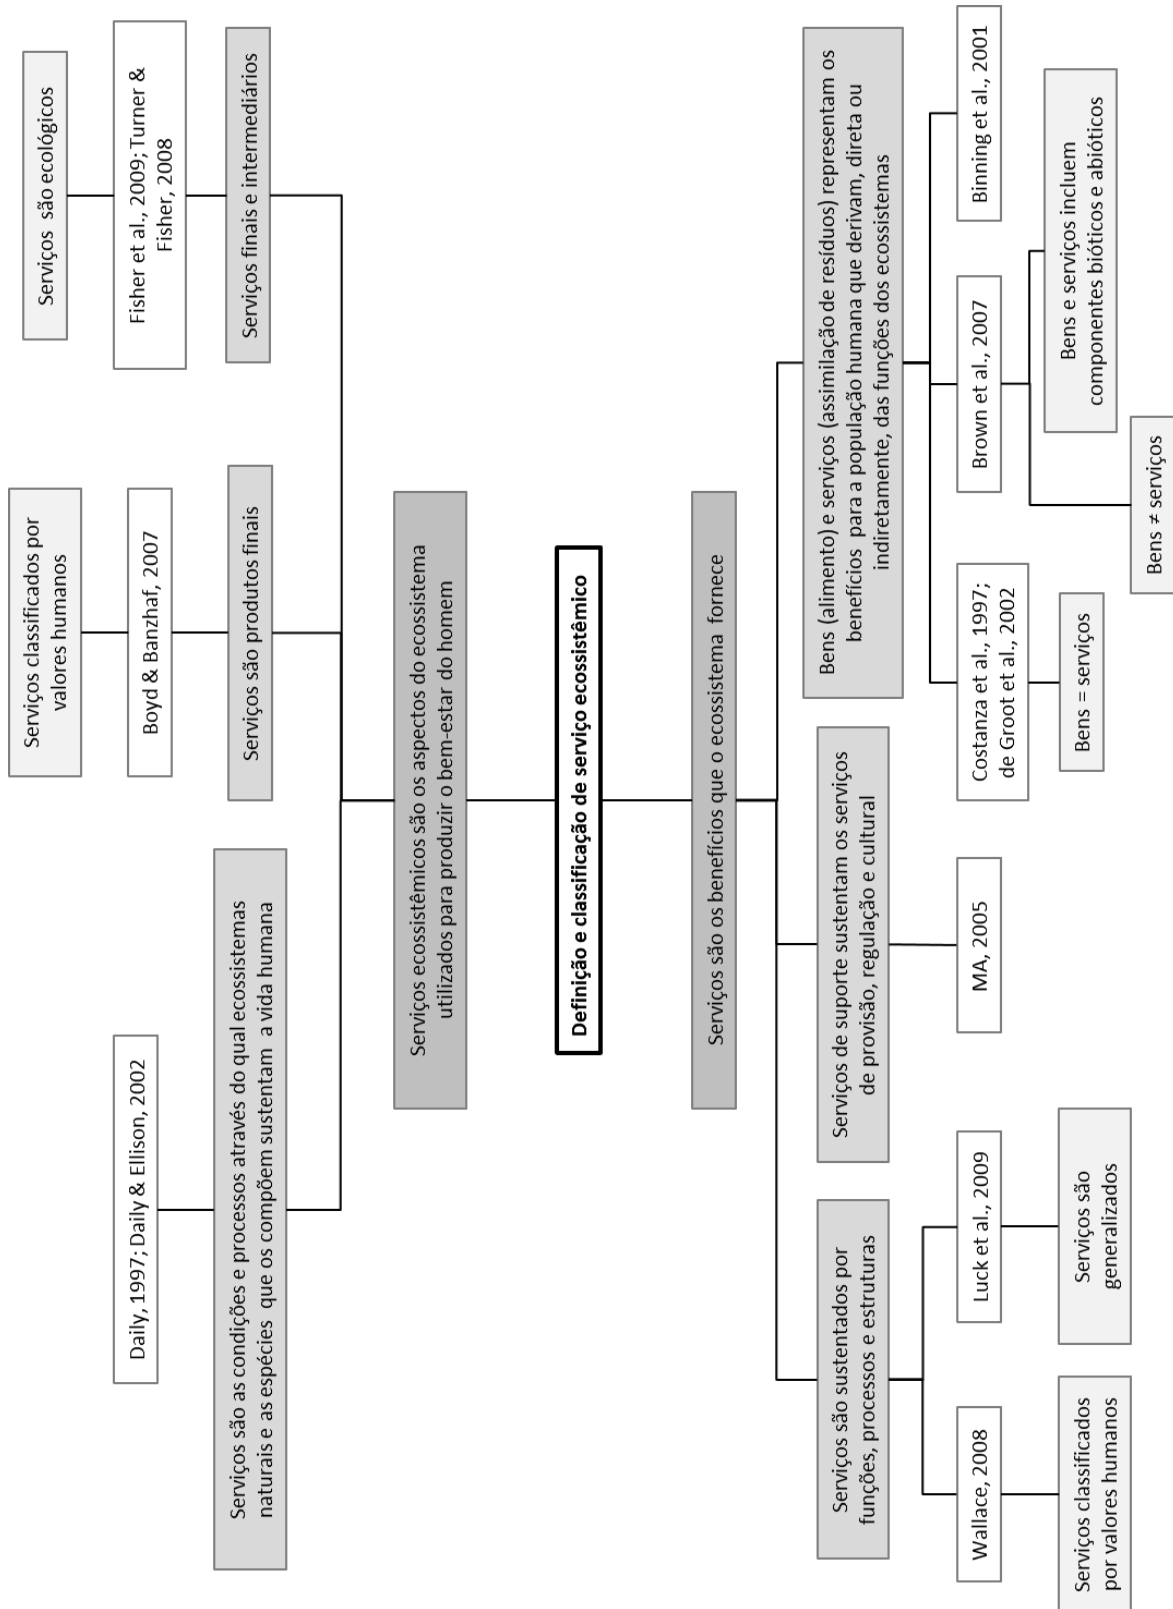 Serviços classificados por
valores humanos
Serviços são ecológicos
Daily, 1997; Daily & Ellison, 2002
Boyd & Banzhaf, 2007
Fisher et al., 2009; Turner &
Fisher, 2008
Serviços são as condições e processos através do qual ecossistemas
naturais e as espécies que os compõem sustentam a vida humana
Serviços são produtos finais
Serviços finais e intermediários
Serviços ecossistêmicos são os aspectos do ecossistema
utilizados para produzir o bem-estar do homem
Definição e classificação de serviço ecossistêmico
Serviços são os benefícios que o ecossistema fornece
Serviços são sustentados por
funções, processos e estruturas
Serviços de suporte sustentam os serviços
de provisão, regulação e cultural
Bens (alimento) e serviços (assimilação de resíduos) representam os
benefícios para a população humana que derivam, direta ou
indiretamente, das funções dos ecossistemas
Wallace, 2008
Luck et al., 2009
MA, 2005
Costanza et al., 1997;
de Groot et al., 2002
Brown et al., 2007
Binning et al., 2001
Serviços classificados
por valores humanos
Serviços são
generalizados
Bens = serviços
Bens e serviços incluem
componentes bióticos e abióticos
Bens ≠ serviços